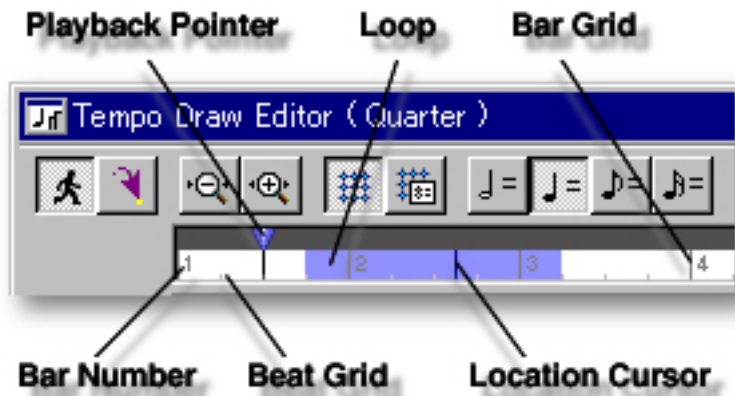 Playback Pointer Loop Bar Grid
Tempo Draw Editor ( Quarter )
= = = =
1 2 3 4
Bar Number Beat Grid Location Cursor